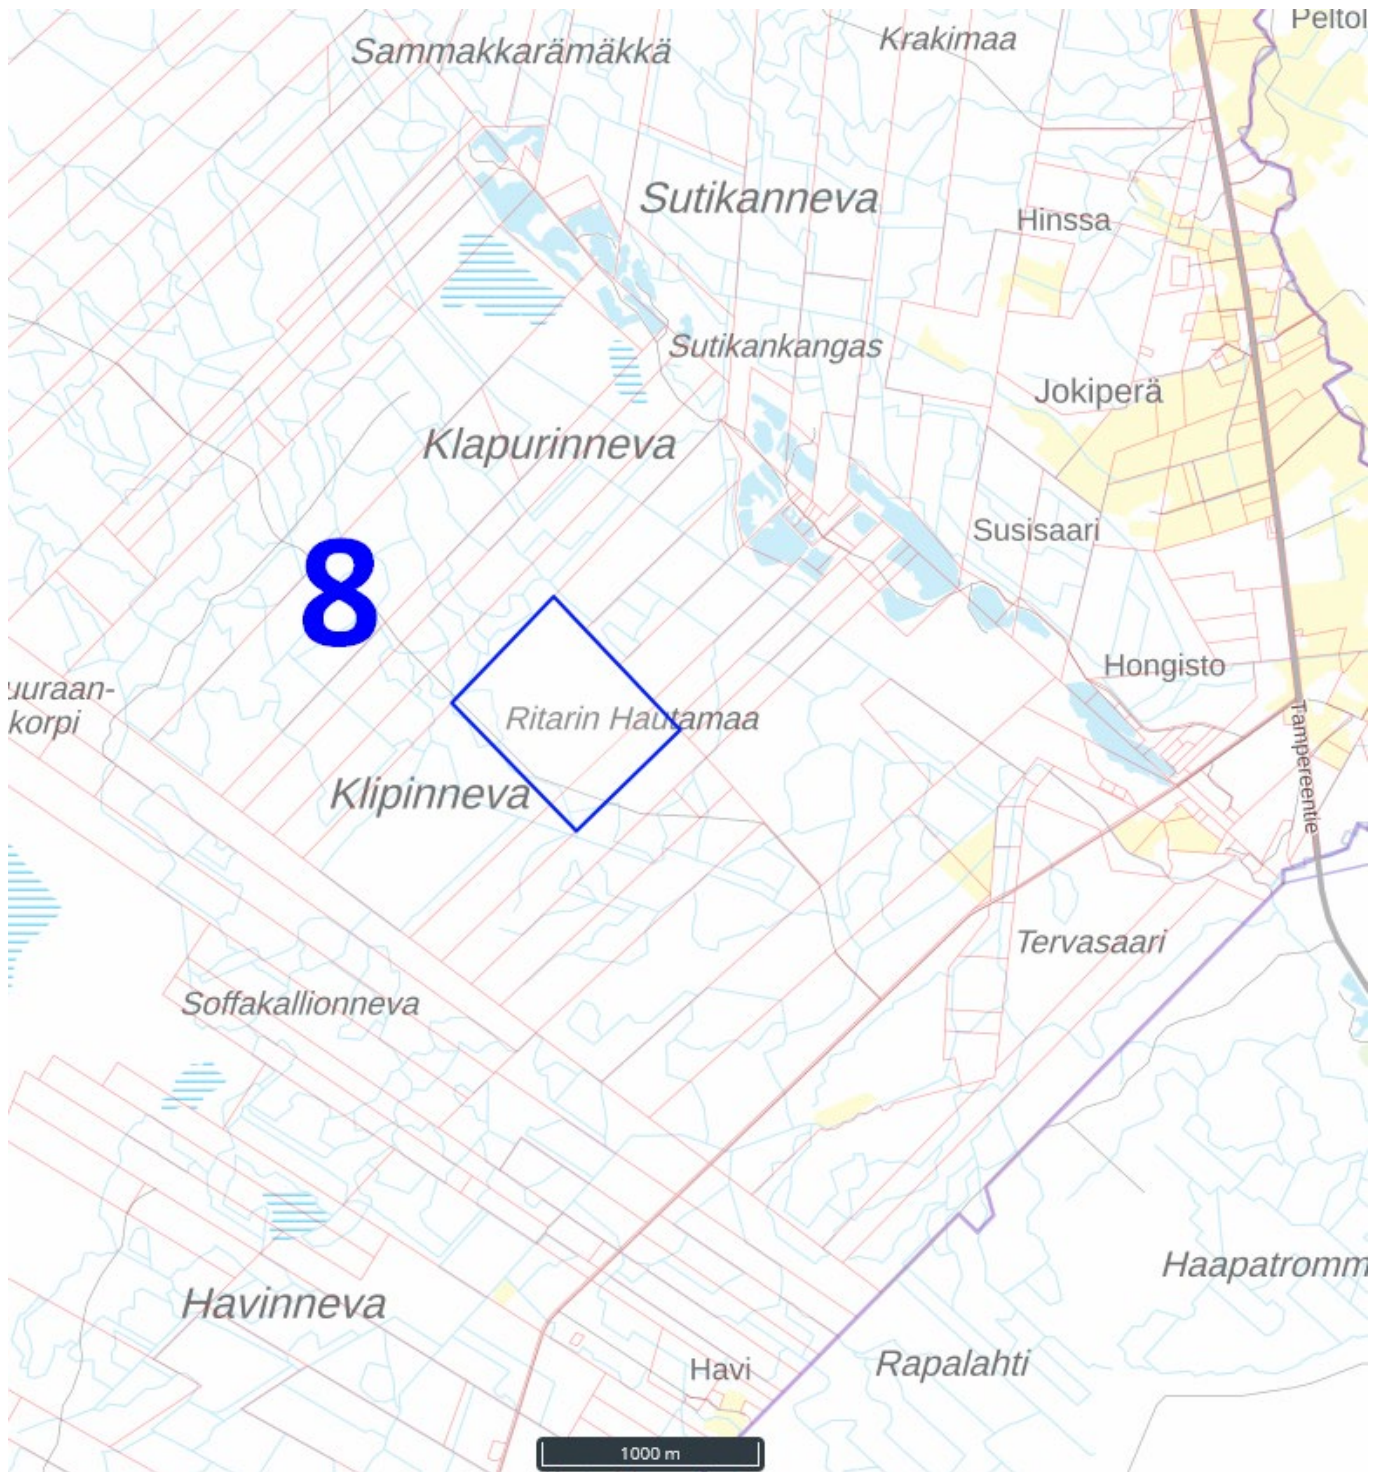 Peltol
Krakimaa
Sammakkarämäkkä
Sutikanneva
Hinssa
Sutikankangas
Jokiperä
Klapurinneva
Susisaari
8
Hongisto
uuraan-
korpi
Ritarin Hautamaa
Tampereentie
Klipinneva
Tervasaari
Soffakallionneva
Haapatromm
Havinneva
Rapalahti
Havi
1000 m